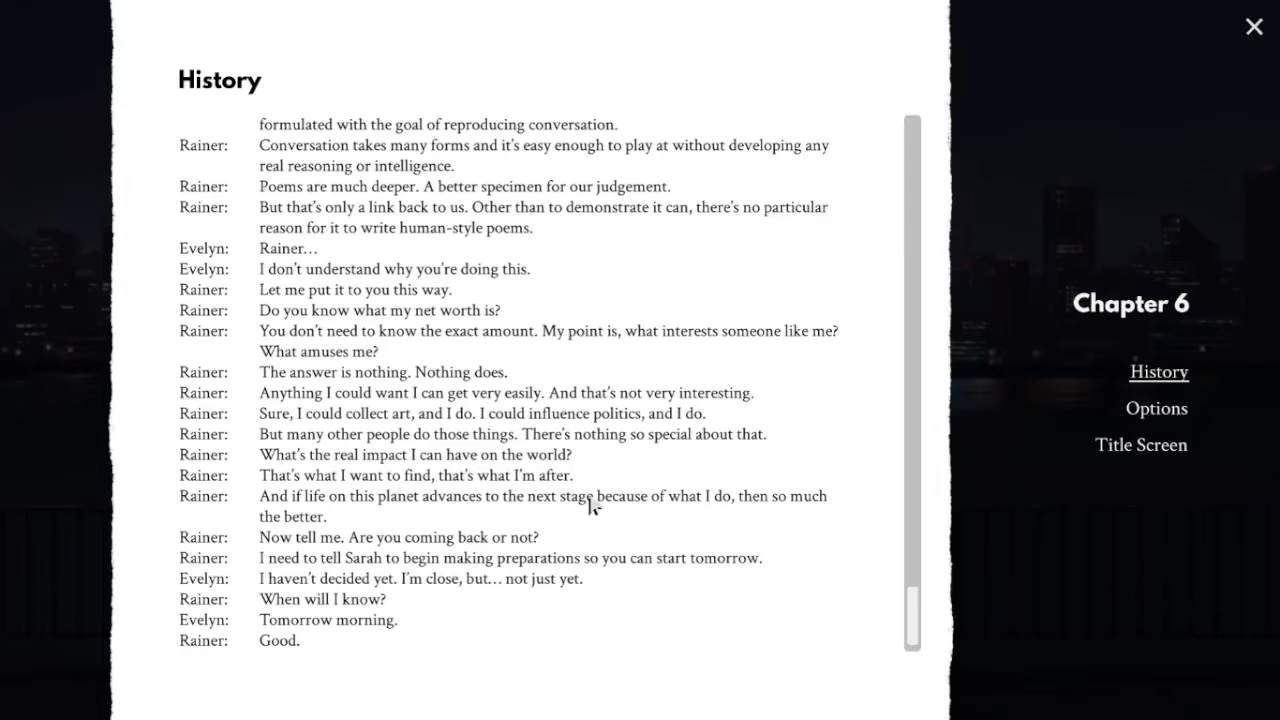 History
formulated with the goal of reproducing conversation.
Rainer: Conversation takes many forms and it's easy enough to play at without developing any
real reasoning or intelligence.
Rainer: Poems are much deeper. A better specimen for our judgement.
Rainer: But that's only a link back to us. Other than to demonstrate it can, there's no particular
reason for it to write human-style poems.
Evelyn: Rainer…
Evelyn: I don't understand why you're doing this.
Rainer: Let me put it to you this way.
Rainer: Do you know what my net worth is?
Rainer: You don't need to know the exact amount. My point is, what interests someone like me?
What amuses me?
Rainer: The answer is nothing. Nothing does.
Rainer: Anything I could want I can get very easily. And that's not very interesting.
Rainer: Sure, I could collect art, and I do. I could influence politics, and I do.
Rainer: But many other people do those things. There's nothing so special about that.
Rainer: What's the real impact I can have on the world?
Rainer: That's what I want to find, that's what I'm after.
Rainer: And if life on this planet advances to the next stage because of what I do, then so much
the better.
Rainer: Now tell me. Are you coming back or not?
Rainer: I need to tell Sarah to begin making preparations so you can start tomorrow.
Evelyn: I haven't decided yet. I'm close, but… not just yet.
Rainer: When will I know?
Evelyn: Tomorrow morning.
Rainer: Good.
Chapter 6
History
Options
Title Screen